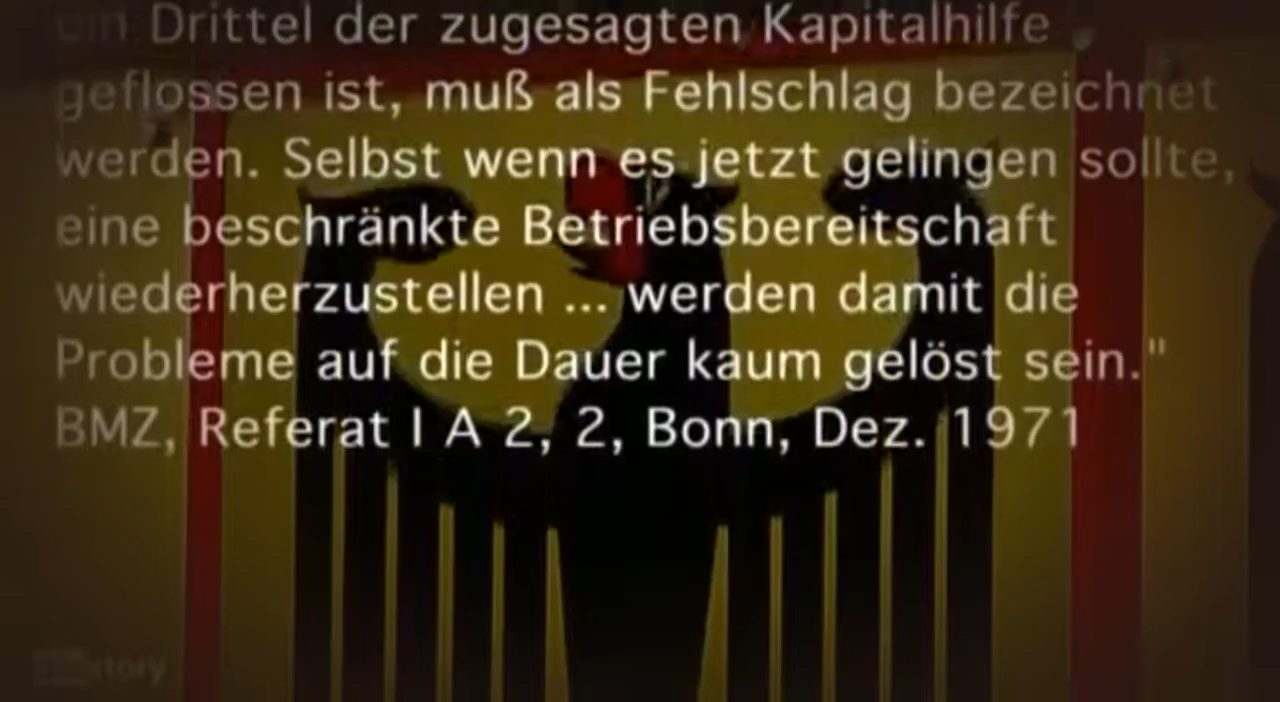 ein Drittel der zugesagten Kapitalhilfe
geflossen ist, muß als Fehlschlag bezeichnet
werden. Selbst wenn es jetzt gelingen sollte,
eine beschränkte Betriebsbereitschaft
wiederherzustellen ... werden damit die
Probleme auf die Dauer kaum gelöst sein."
BMZ, Referat I A 2, 2, Bonn, Dez. 1971